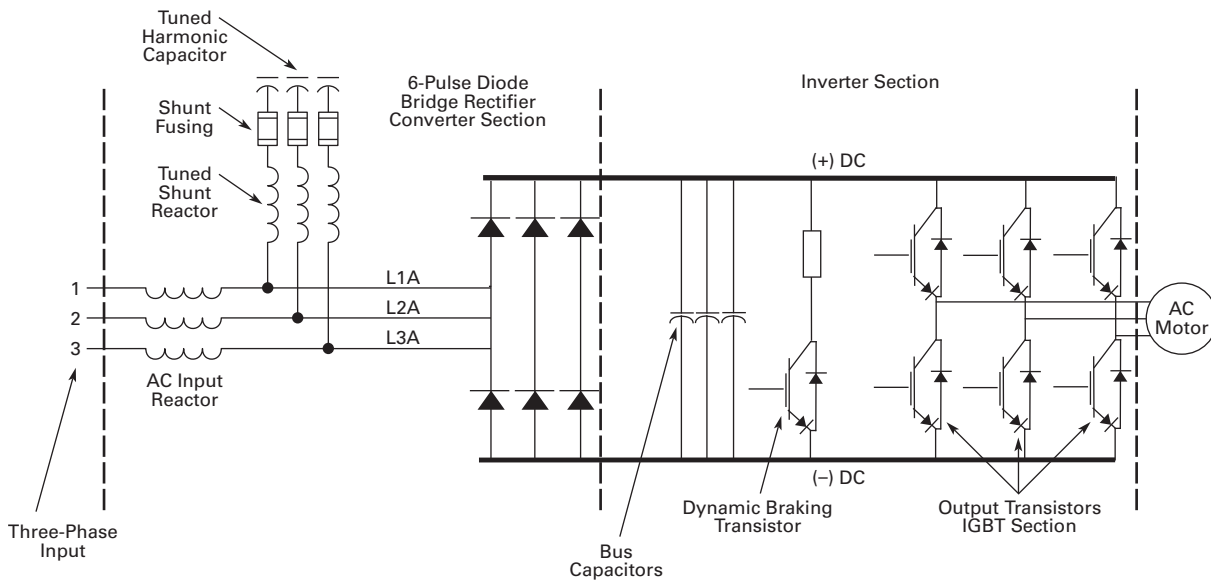 Tuned
Harmonic
Capacitor
6-Pulse Diode
Bridge Rectifier
Converter Section
Inverter Section
Shunt
Fusing
Tuned
Shunt
Reactor
(+) DC
1
L1A
2
L2A
3
L3A
AC
Motor
AC Input
Reactor
(–) DC
Three-Phase
Input
Bus
Capacitors
Dynamic Braking
Transistor
Output Transistors
IGBT Section